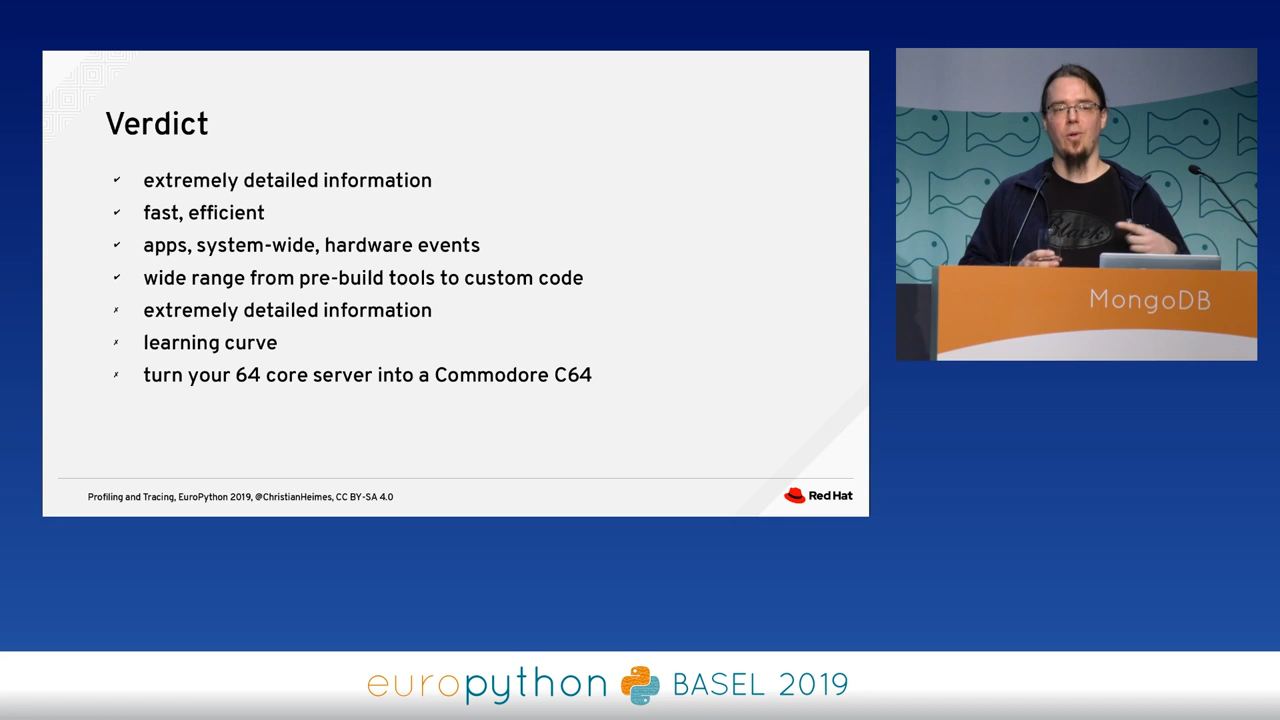 Verdict
✓ extremely detailed information
✓ fast, efficient
✓ apps, system-wide, hardware events
✓ wide range from pre-build tools to custom code
✗ extremely detailed information
✗ learning curve
✗ turn your 64 core server into a Commodore C64
Profiling and Tracing, EuroPython 2019, @ChristianHeimes, CC BY-SA 4.0
Red Hat
Black
MongoDB
europython BASEL 2019